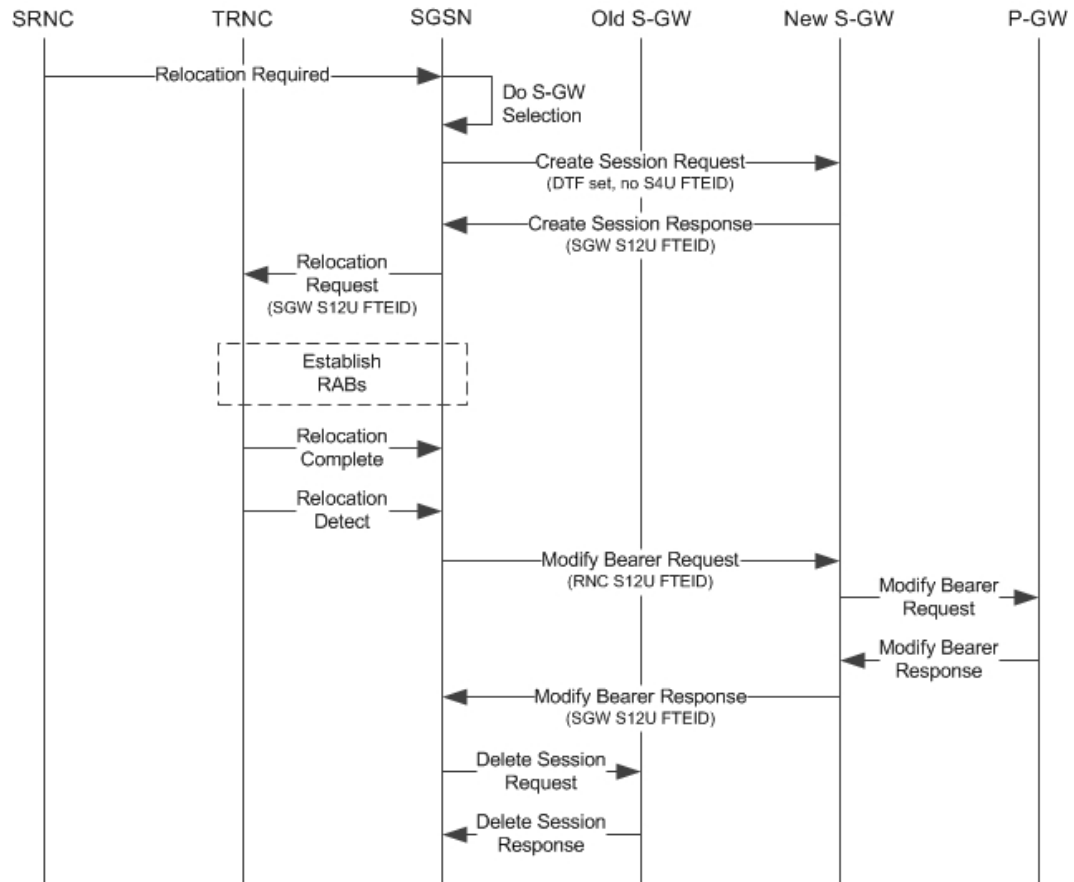 SRNC TRNC SGSN Old S-GW New S-GW P-GW
Relocation Required
Do S-GW
Selection
Create Session Request
(DTF set, no S4U FTEID)
Create Session Response
(SGW S12U FTEID)
Relocation
Request
(SGW S12U FTEID)
Establish
RABs
Relocation
Complete
Relocation
Detect
Modify Bearer Request
(RNC S12U FTEID)
Modify Bearer
Request
Modify Bearer
Response
Modify Bearer Response
(SGW S12U FTEID)
Delete Session
Request
Delete Session
Response